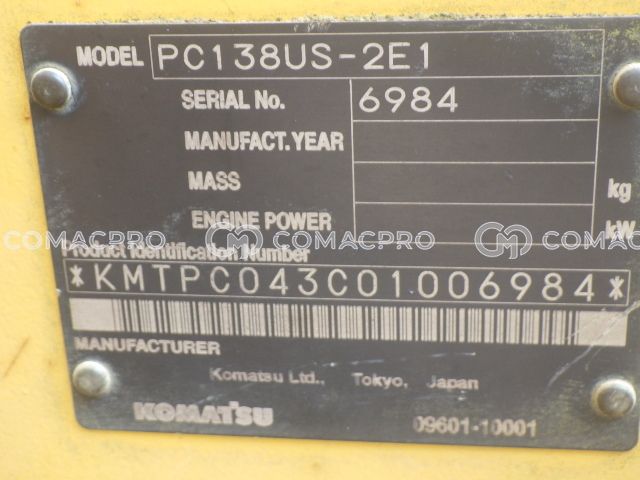 MODEL PC138US-2E1
SERIAL No. 6984
MANUFACT.YEAR
MASS kg
ENGINE POWER kW
COMACPRO COMACPRO COMACPRO
Product Identification Number
*KMTPC043C01006984*
MANUFACTURER
Komatsu Ltd., Tokyo, Japan
KOMATSU 09601-10001